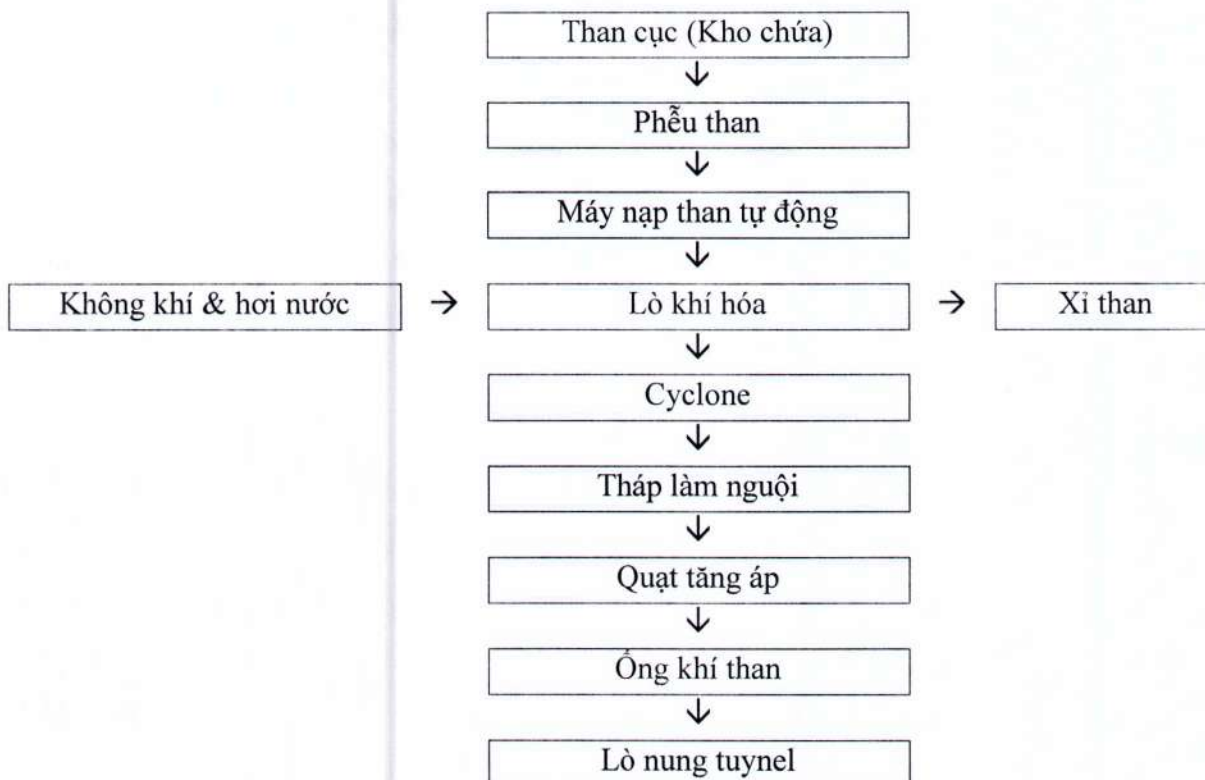 Than cục (Kho chứa)
↓
Phễu than
↓
Máy nạp than tự động
↓
Không khí & hơi nước → Lò khí hóa → Xỉ than
↓
Cyclone
↓
Tháp làm nguội
↓
Quạt tăng áp
↓
Ống khí than
↓
Lò nung tuynel